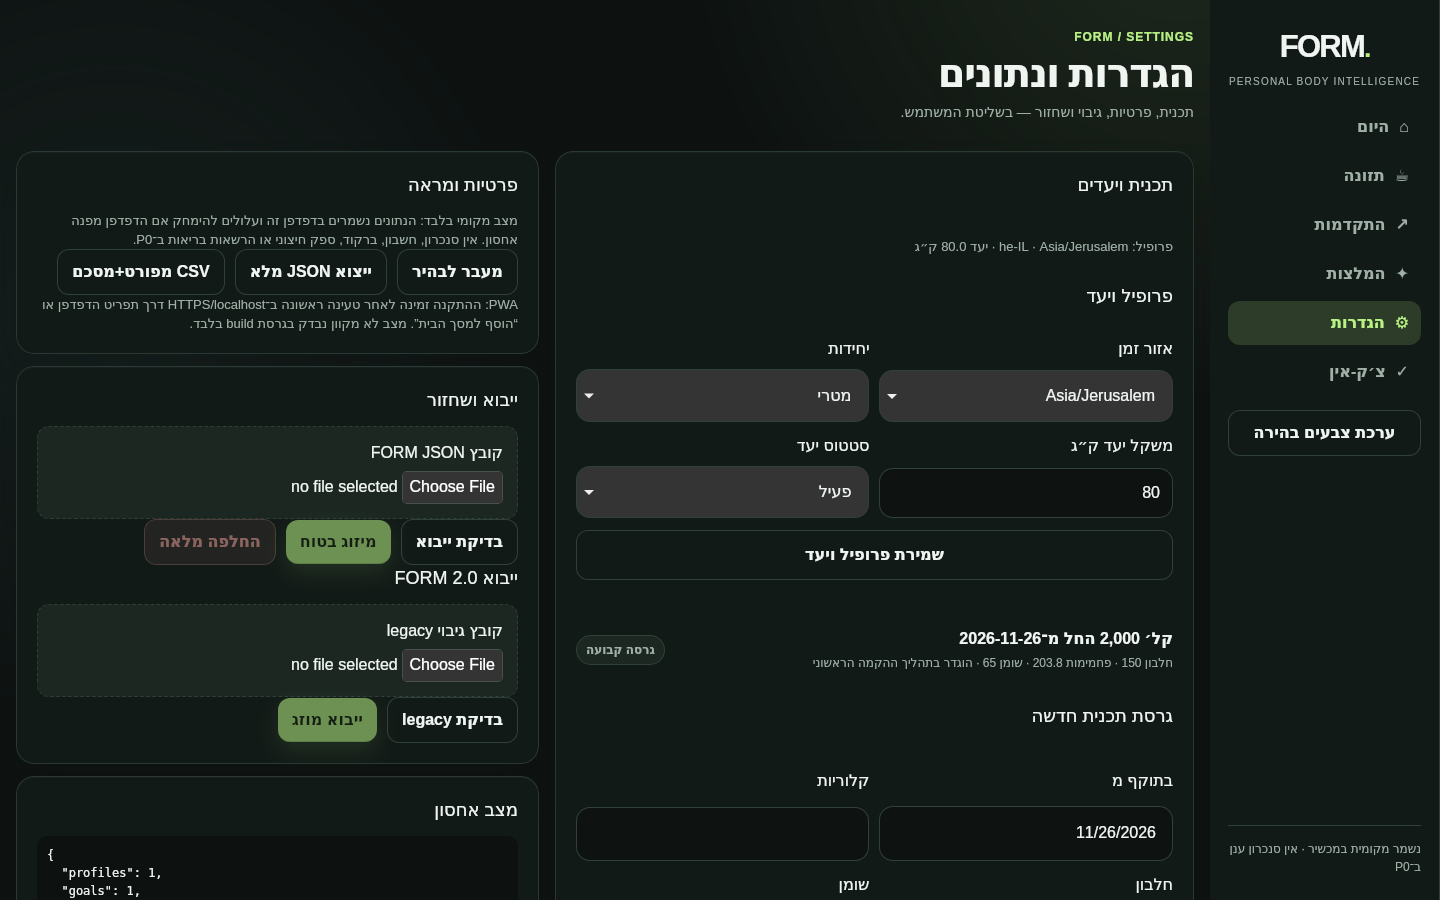 FORM.
PERSONAL BODY INTELLIGENCE
⌂ היום
☕ תזונה
↗ התקדמות
✦ המלצות
⚙ הגדרות
✓ צ׳ק-אין
ערכת צבעים בהירה
נשמר מקומית במכשיר · אין סנכרון ענן
ב־P0
FORM / SETTINGS
הגדרות ונתונים
תכנית, פרטיות, גיבוי ושחזור — בשליטת המשתמש.
תכנית ויעדים
פרופיל: he-IL · Asia/Jerusalem · יעד 80.0 ק״ג
פרופיל ויעד
אזור זמן
יחידות
Asia/Jerusalem
מטרי
משקל יעד ק״ג
סטטוס יעד
80
פעיל
שמירת פרופיל ויעד
2,000 קל׳ החל מ־2026-11-26
חלבון 150 · פחמימות 203.8 · שומן 65 · הוגדר בתהליך ההקמה הראשוני
גרסה קבועה
גרסת תכנית חדשה
בתוקף מ
קלוריות
11/26/2026
חלבון
שומן
פרטיות ומראה
מצב מקומי בלבד: הנתונים נשמרים בדפדפן זה ועלולים להימחק אם הדפדפן מפנה
אחסון. אין סנכרון, חשבון, ברקוד, ספק חיצוני או הרשאות בריאות ב־P0.
מעבר לבהיר
ייצוא JSON מלא
CSV מפורט+מסכם
PWA: ההתקנה זמינה לאחר טעינה ראשונה ב־HTTPS/localhost דרך תפריט הדפדפן או
“הוסף למסך הבית”. מצב לא מקוון נבדק בגרסת build בלבד.
ייבוא ושחזור
קובץ FORM JSON
Choose File no file selected
בדיקת ייבוא
מיזוג בטוח
החלפה מלאה
ייבוא FORM 2.0
קובץ גיבוי legacy
Choose File no file selected
בדיקת legacy
ייבוא מוזג
מצב אחסון
{
"profiles": 1,
"goals": 1,